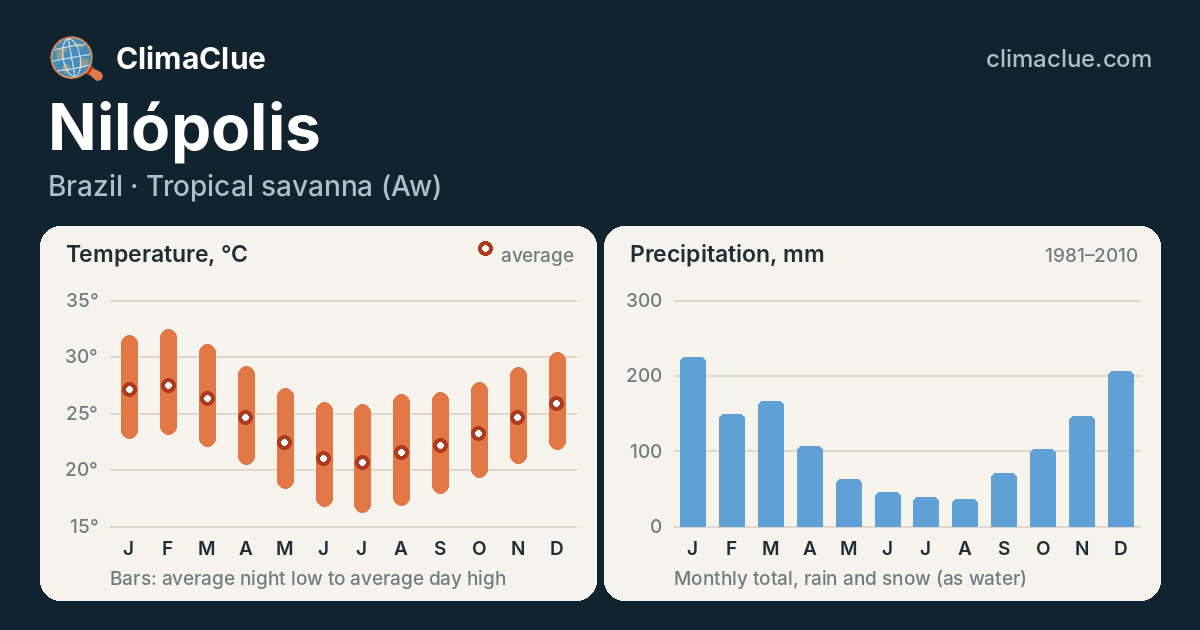 ClimaClue
climaclue.com
Nilópolis
Brazil · Tropical savanna (Aw)
Temperature, °C
average
35°
30°
25°
20°
15°
J F M A M J J A S O N D
Bars: average night low to average day high
Precipitation, mm
1981–2010
300
200
100
0
J F M A M J J A S O N D
Monthly total, rain and snow (as water)